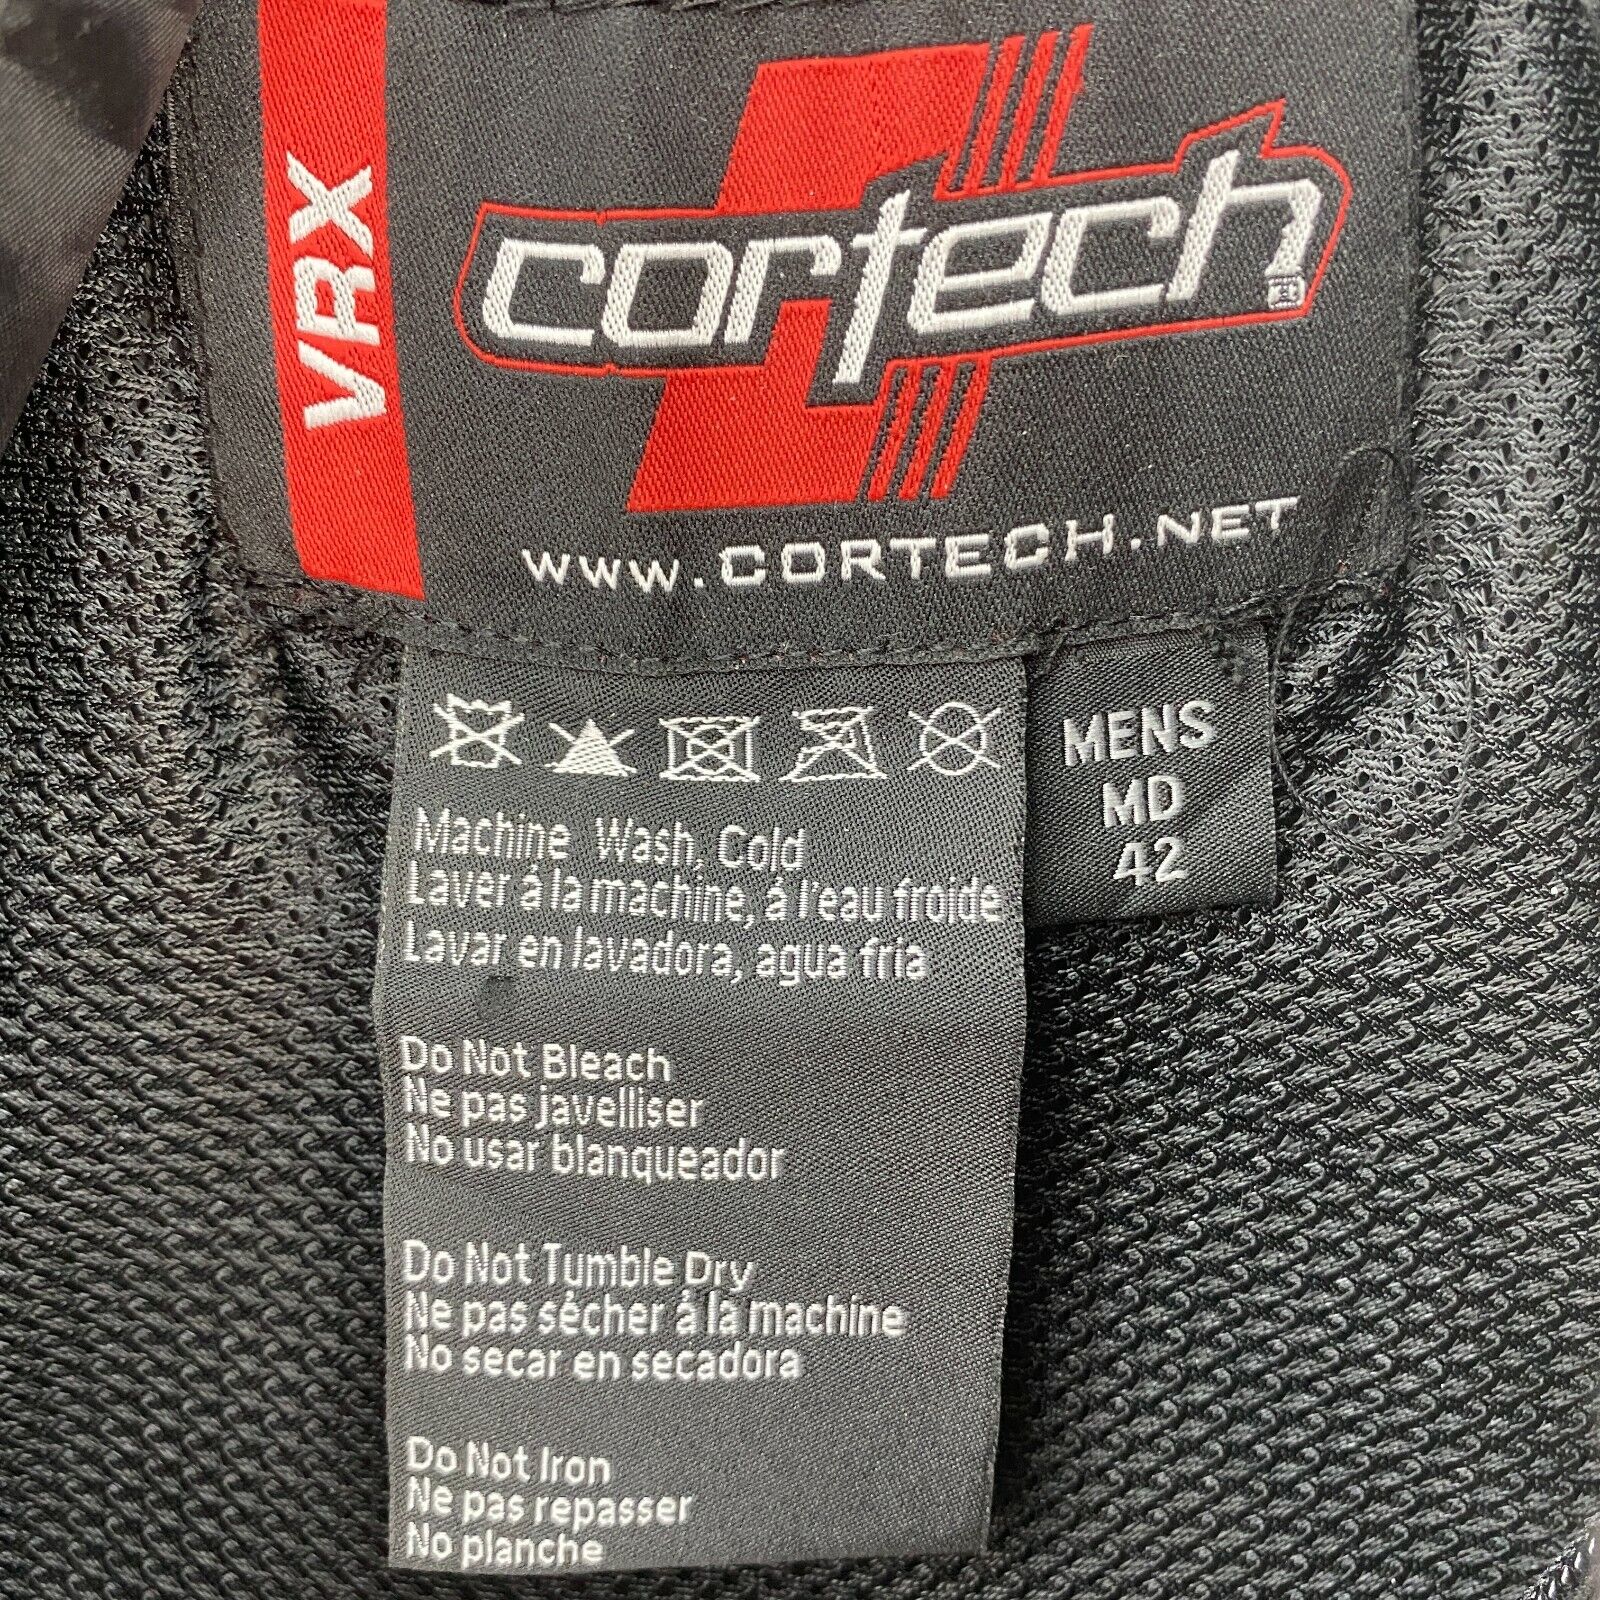 VRX
cortech
www.CORTECH.NET
MENS
MD
42
Machine Wash, Cold
Laver à la machine, à l'eau froide
Lavar en lavadora, agua fria
Do Not Bleach
Ne pas javelliser
No usar blanqueador
Do Not Tumble Dry
Ne pas sécher à la machine
No secar en secadora
Do Not Iron
Ne pas repasser
No planche